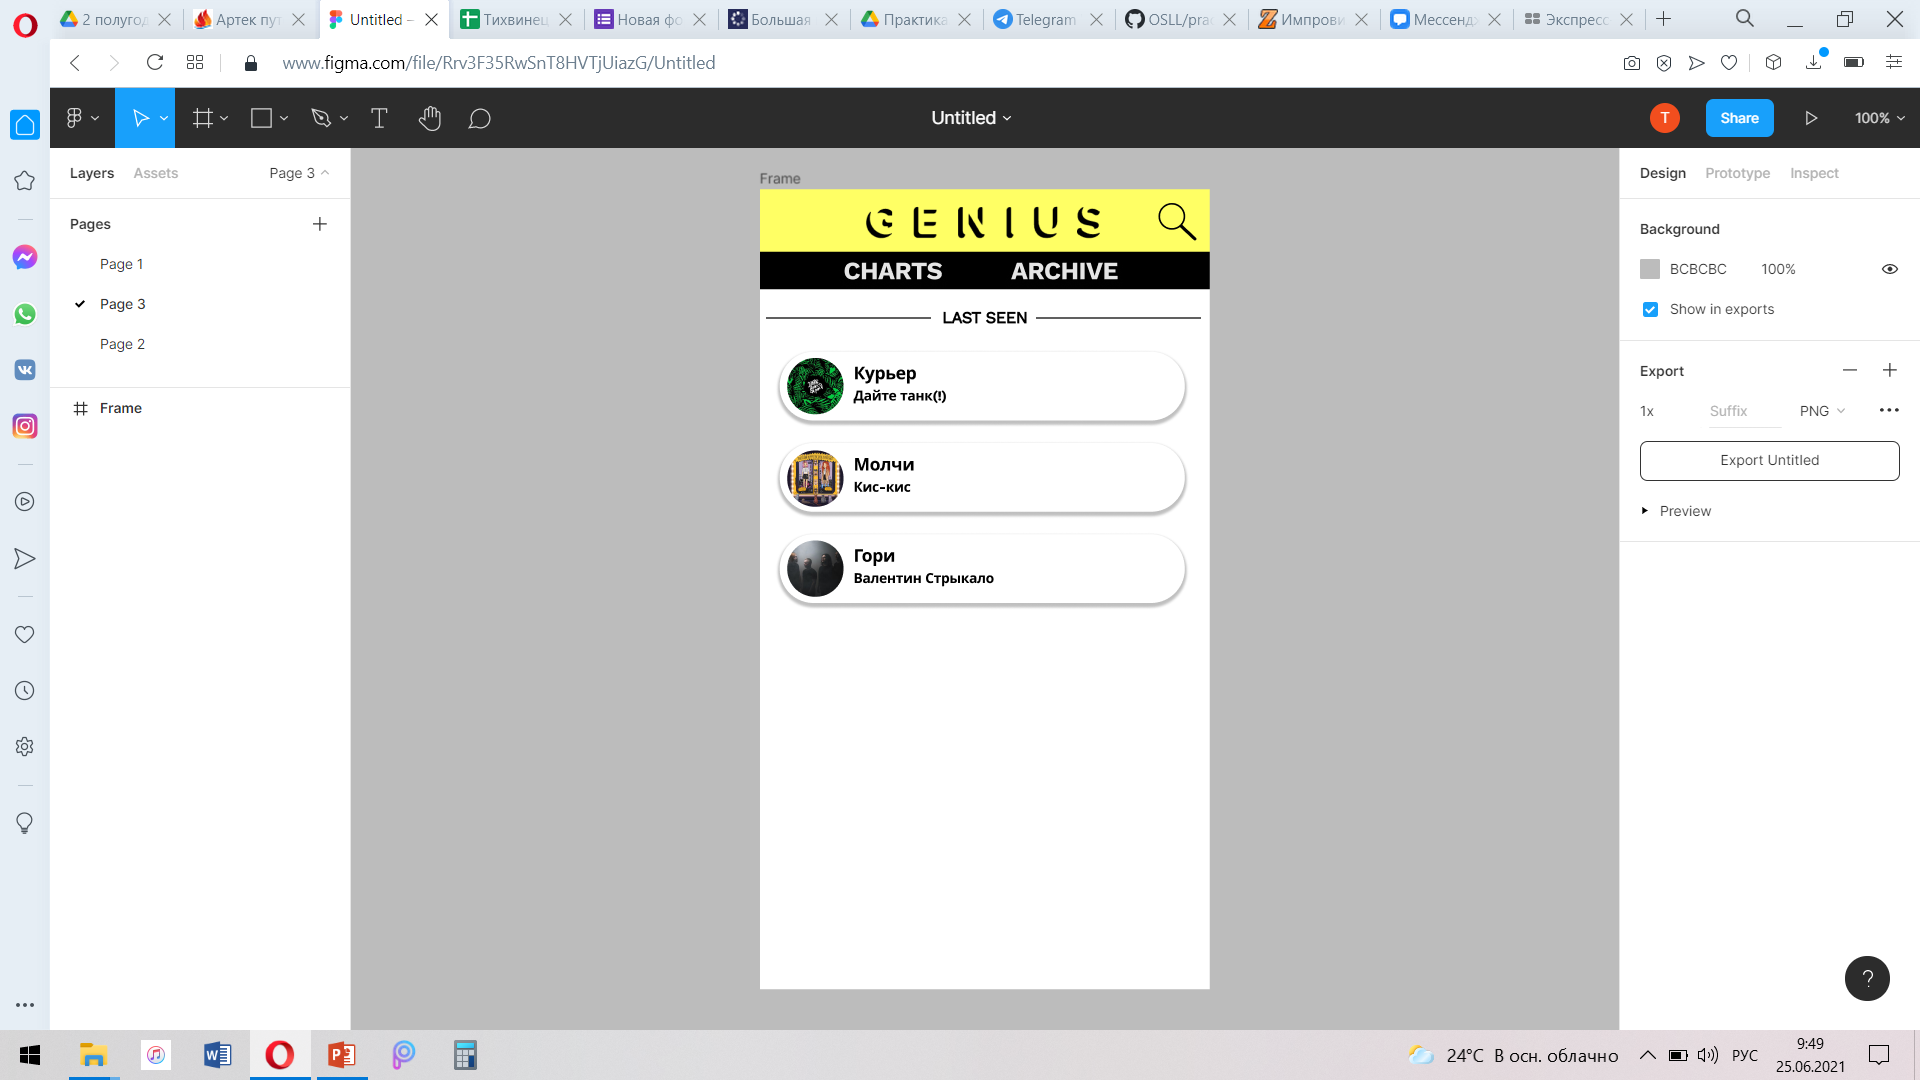 2 полугод
Артек пут
Untitled –
Тихвинец
Новая фо
Большая
Практика
Telegram
OSLL/prac
Импрови
Мессендж
Экспресс
www.figma.com/file/Rrv3F35RwSnT8HVTjUiazG/Untitled
Untitled
T
Share
100%
Layers
Assets
Page 3
Pages
Page 1
Page 3
Page 2
Frame
Frame
GENIUS
CHARTS
ARCHIVE
LAST SEEN
Курьер
Дайте танк(!)
Молчи
Кис-кис
Гори
Валентин Стрыкало
Design
Prototype
Inspect
Background
BCBCBC
100%
Show in exports
Export
1x
Suffix
PNG
Export Untitled
Preview
?
24°C В осн. облачно
РУС
9:49
25.06.2021